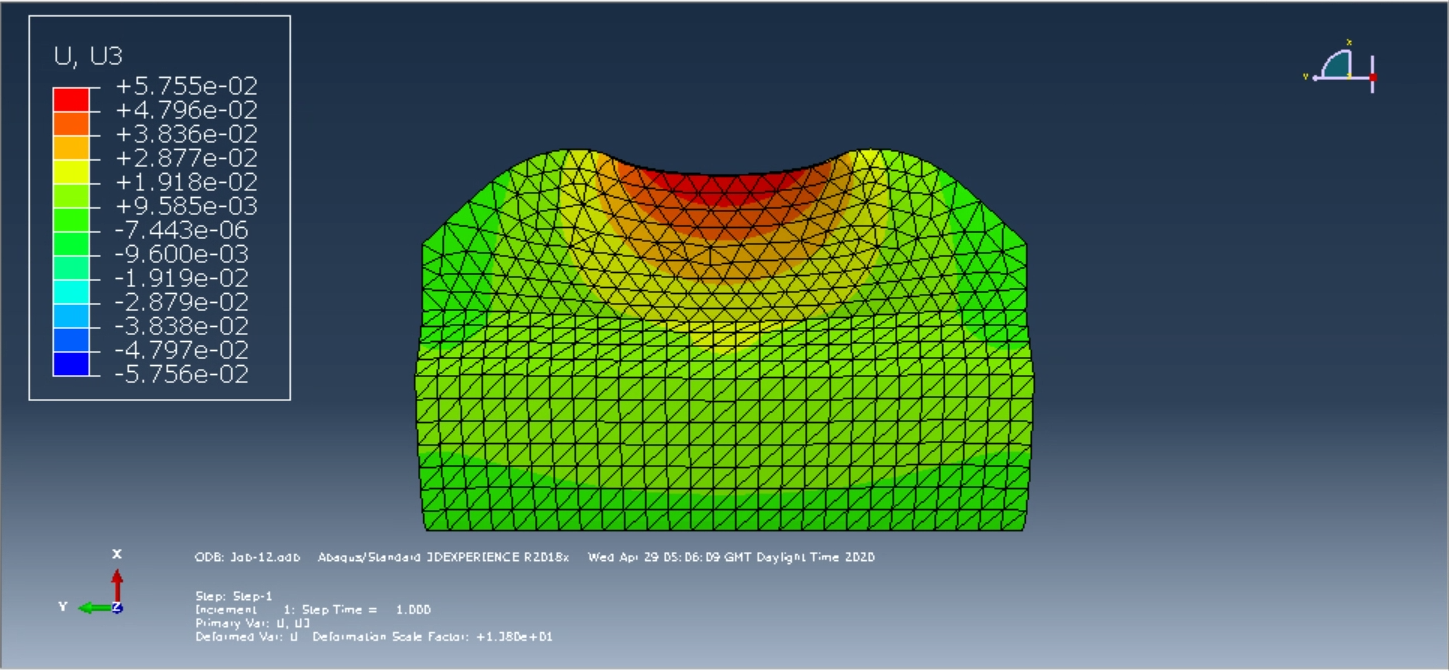 U, U3
+5.755e-02
+4.796e-02
+3.836e-02
+2.877e-02
+1.918e-02
+9.585e-03
-7.443e-06
-9.600e-03
-1.919e-02
-2.879e-02
-3.838e-02
-4.797e-02
-5.756e-02
X
Y
X
Y
Z
ODB: Job-12.odb Abaqus/Standard 3DEXPERIENCE R2018x Wed Apr 29 05:06:09 GMT Daylight Time 2020
Step: Step-1
Increment 1: Step Time = 1.000
Primary Var: U, U3
Deformed Var: U Deformation Scale Factor: +1.380e+01